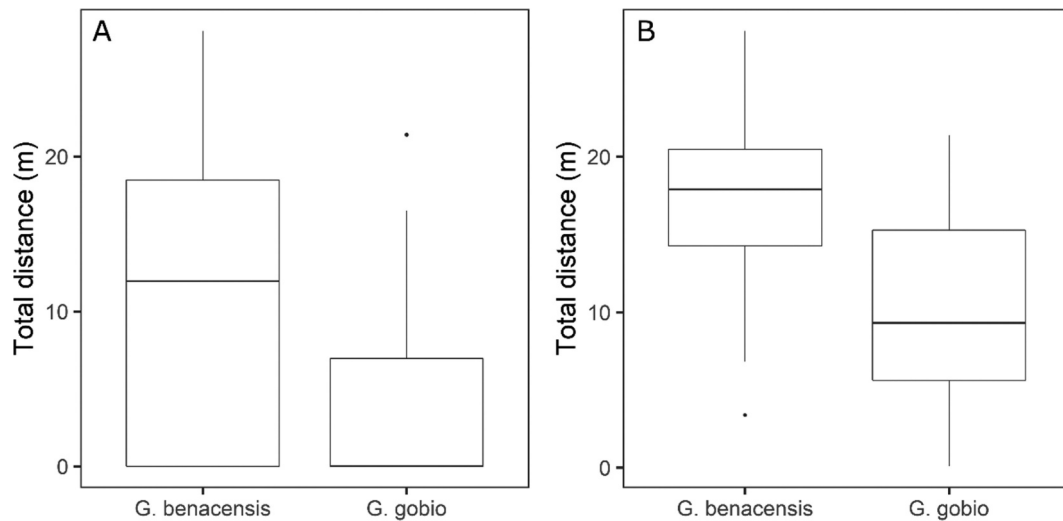 A
Total distance (m)
20
10
0
G. benacensis
G. gobio
B
Total distance (m)
20
10
0
G. benacensis
G. gobio